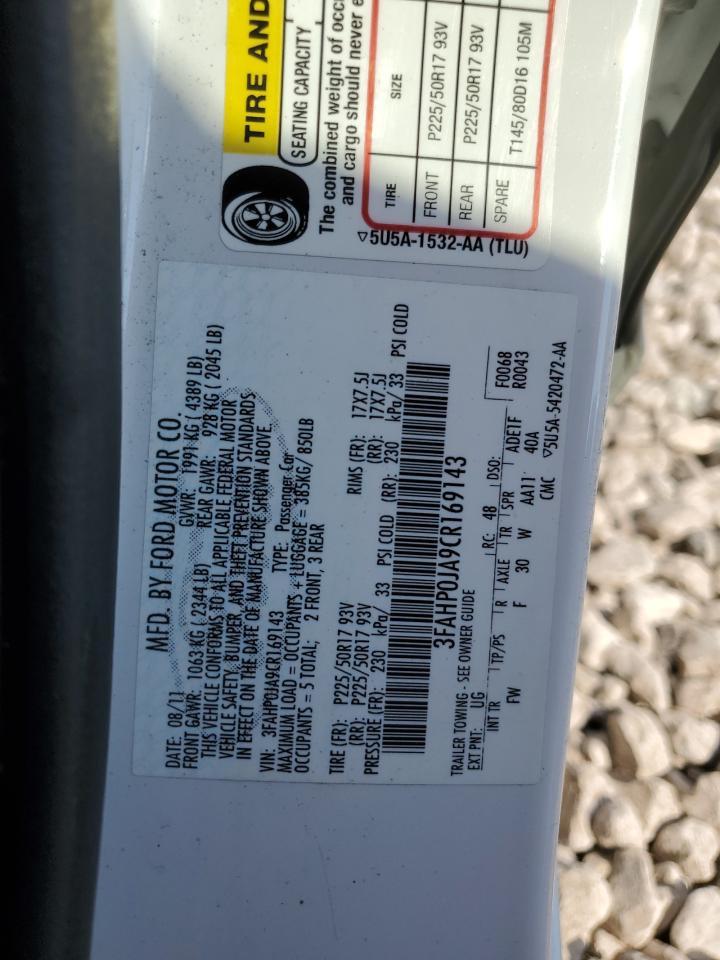 TIRE AND
SEATING CAPACITY
The combined weight of occu
and cargo should never e
TIRE SIZE
FRONT P225/50R17 93V
REAR P225/50R17 93V
SPARE T145/80D16 105M
▽5U5A-1532-AA (TLU)
MFD. BY FORD MOTOR CO.
DATE: 08/11 GVWR: 1991 KG ( 4389 LB)
FRONT GAWR: 1063 KG ( 2344 LB) REAR GAWR: 928 KG ( 2045 LB)
THIS VEHICLE CONFORMS TO ALL APPLICABLE FEDERAL MOTOR
VEHICLE SAFETY, BUMPER, AND THEFT PREVENTION STANDARDS
IN EFFECT ON THE DATE OF MANUFACTURE SHOWN ABOVE.
VIN: 3FAHP0JA9CR169143 TYPE: Passenger Car
MAXIMUM LOAD = OCCUPANTS + LUGGAGE = 385KG/ 850LB
OCCUPANTS = 5 TOTAL; 2 FRONT, 3 REAR
TIRE (FR): P225/50R17 93V RIMS (FR): 17X7.5J
(RR): P225/50R17 93V (RR): 17X7.5J
PRESSURE (FR): 230 kPa/ 33 PSI COLD (RR): 230 kPa/ 33 PSI COLD
3FAHP0JA9CR169143
TRAILER TOWING - SEE OWNER GUIDE
EXT PNT: UG RC: 48 DSO: F0068
R0043
INT TR TP/PS R AXLE TR SPR ADE1F
FW F 30 W AA11 40A
CMC ▽5U5A-5420472-AA